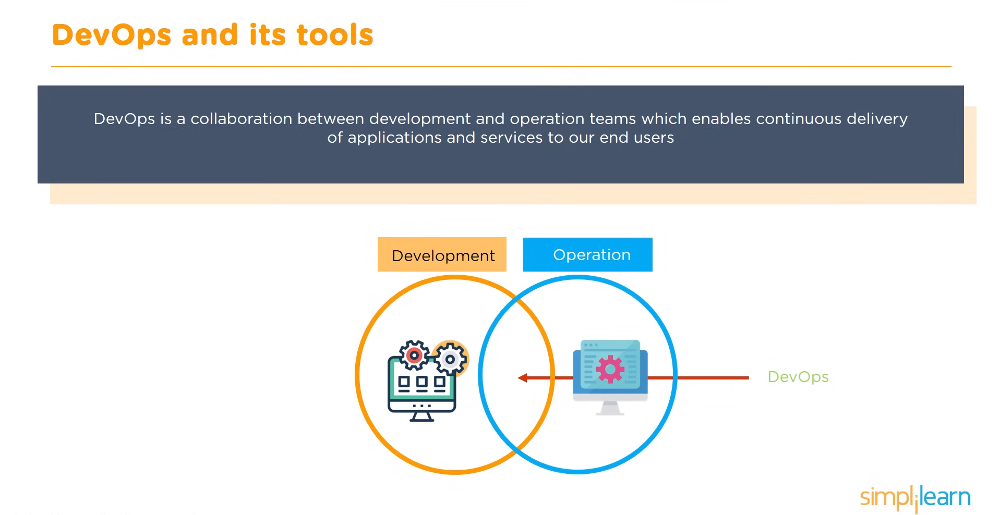 DevOps and its tools
DevOps is a collaboration between development and operation teams which enables continuous delivery
of applications and services to our end users
Development
Operation
DevOps
simplilearn